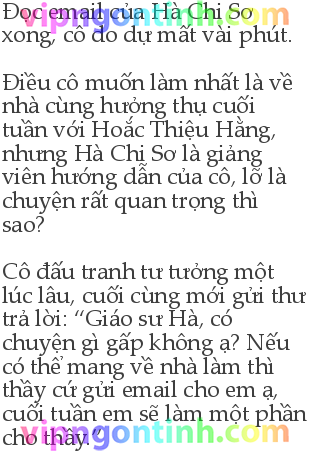 Đọc email của Hà Chi Sơ
xong, cô do dự mất vài phút.
Điều cô muốn làm nhất là về
nhà cùng hưởng thụ cuối
tuần với Hoắc Thiệu Hằng,
nhưng Hà Chi Sơ là giảng
viên hướng dẫn của cô, lỡ là
chuyện rất quan trọng thì
sao?
Cô đấu tranh tư tưởng một
lúc lâu, cuối cùng mới gửi thư
trả lời: “Giáo sư Hà, có
chuyện gì gấp không ạ? Nếu
có thể mang về nhà làm thì
thầy cứ gửi email cho em ạ,
cuối tuần em sẽ làm một phần
cho thầy.”
vipngontinh.com
vipngontinh.com